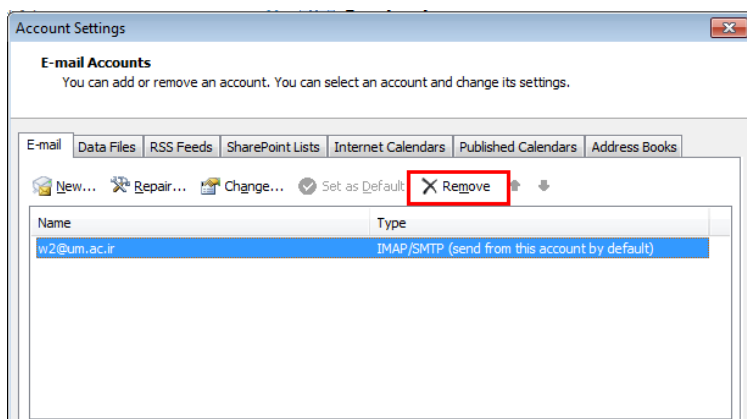 Account Settings
E-mail Accounts
You can add or remove an account. You can select an account and change its settings.
E-mail Data Files RSS Feeds SharePoint Lists Internet Calendars Published Calendars Address Books
New... Repair... Change... Set as Default Remove
Name Type
w2@um.ac.ir IMAP/SMTP (send from this account by default)